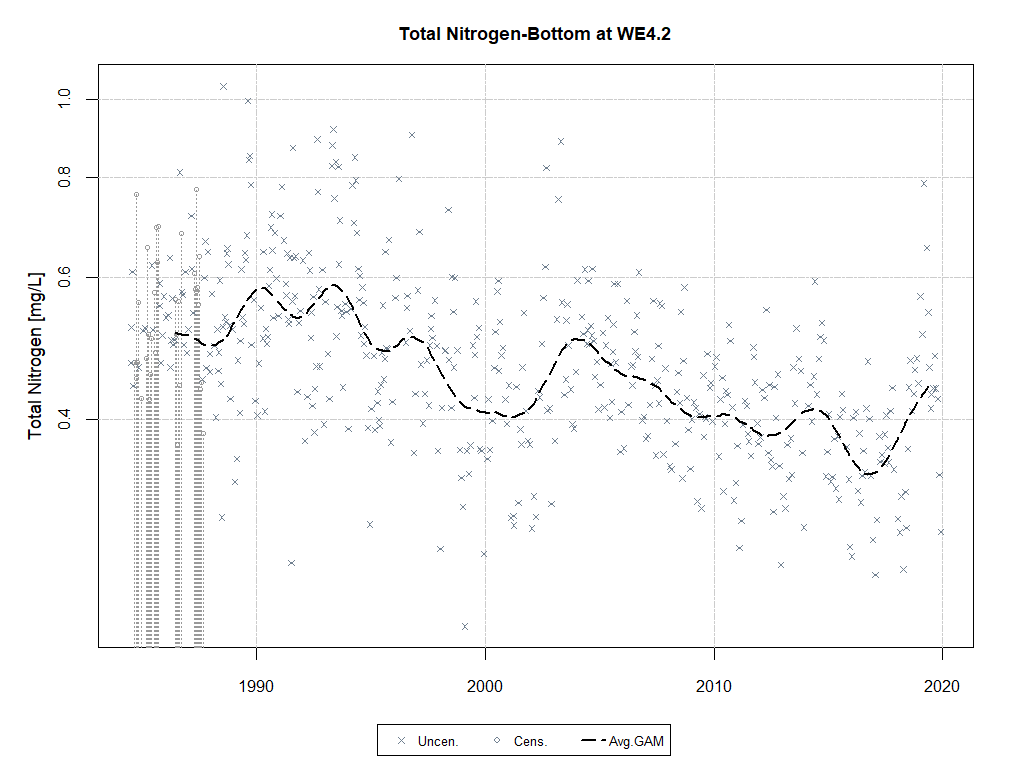 Total Nitrogen-Bottom at WE4.2
Total Nitrogen [mg/L]
1.0
0.8
0.6
0.4
1990 2000 2010 2020
Uncen. Cens. Avg.GAM